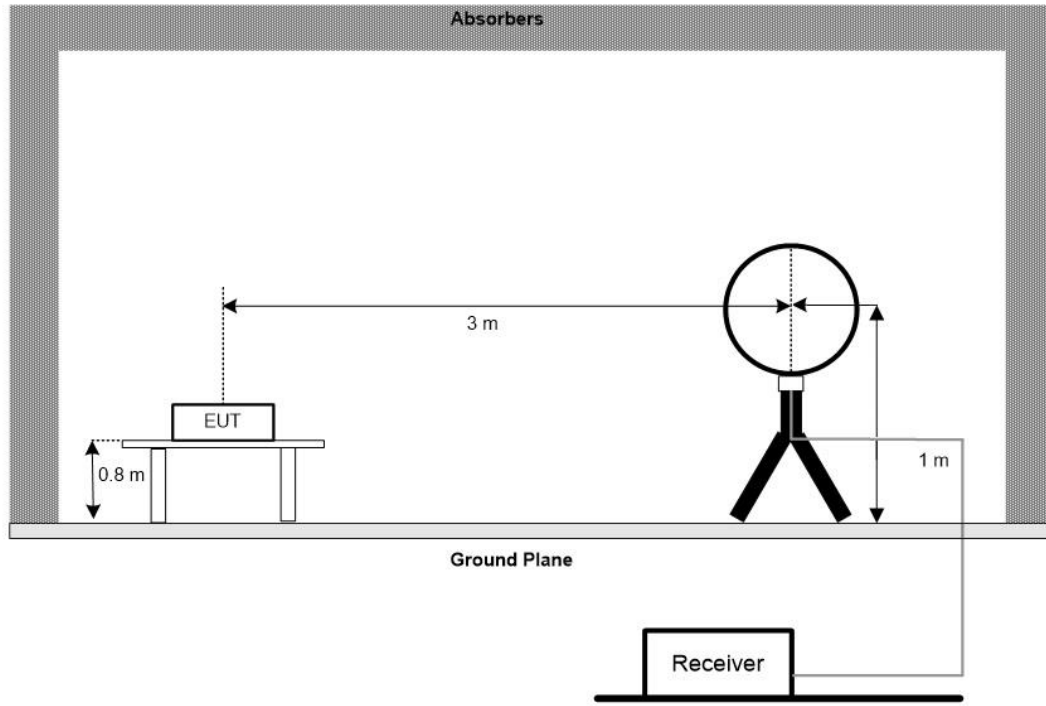 Absorbers
3 m
EUT
0.8 m
1 m
Ground Plane
Receiver